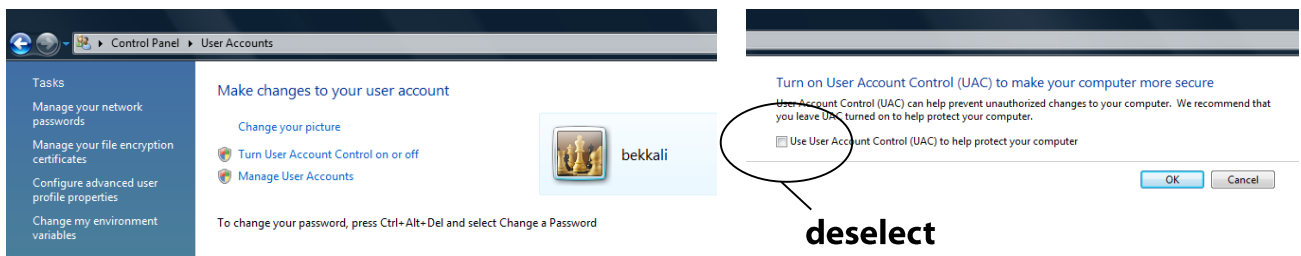 Control Panel ▸ User Accounts
Tasks
Manage your network
passwords
Manage your file encryption
certificates
Configure advanced user
profile properties
Change my environment
variables
Make changes to your user account
Change your picture
Turn User Account Control on or off
Manage User Accounts
bekkali
To change your password, press Ctrl+Alt+Del and select Change a Password
Turn on User Account Control (UAC) to make your computer more secure
User Account Control (UAC) can help prevent unauthorized changes to your computer. We recommend that
you leave UAC turned on to help protect your computer.
Use User Account Control (UAC) to help protect your computer
OK Cancel
deselect